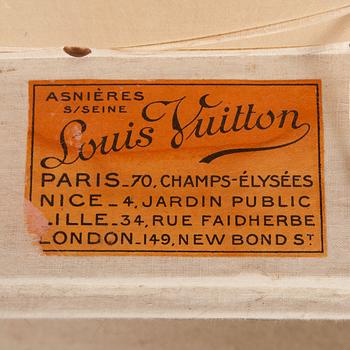 ASNIÈRES
S/SEINE
Louis Vuitton
PARIS_70, CHAMPS-ÉLYSÉES
NICE_4, JARDIN PUBLIC
LILLE_34, RUE FAIDHERBE
LONDON_149, NEW BOND ST